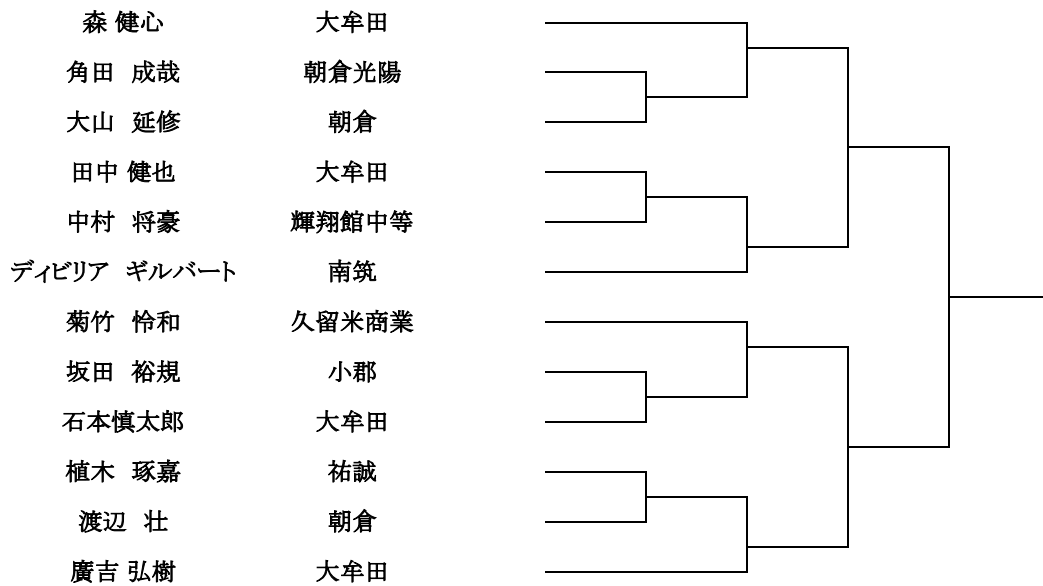 森 健心 大牟田
角田 成哉 朝倉光陽
大山 延修 朝倉
田中 健也 大牟田
中村 将豪 輝翔館中等
ディビリア ギルバート 南筑
菊竹 怜和 久留米商業
坂田 裕規 小郡
石本慎太郎 大牟田
植木 琢嘉 祐誠
渡辺 壮 朝倉
廣吉 弘樹 大牟田